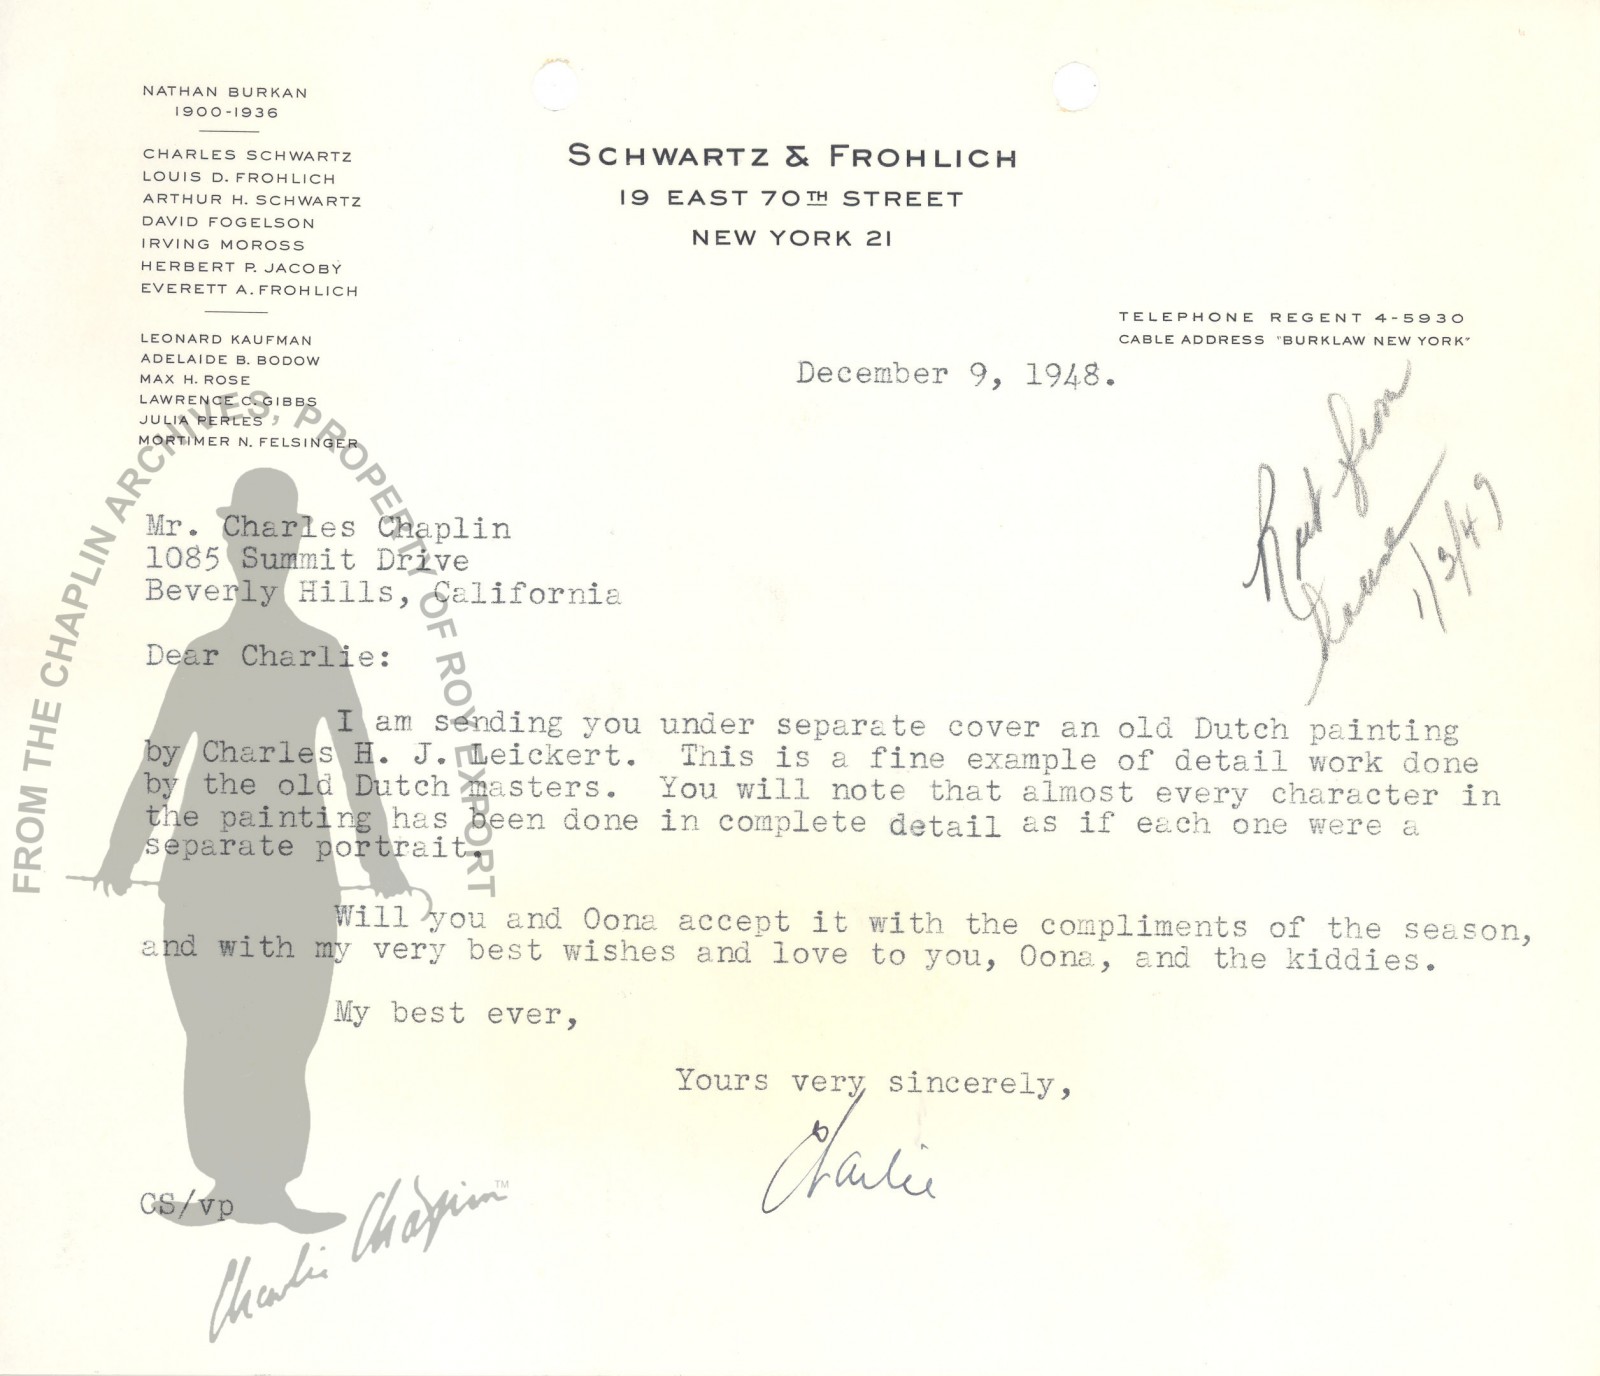 NATHAN BURKAN
1900-1936
CHARLES SCHWARTZ
LOUIS D. FROHLICH
ARTHUR H. SCHWARTZ
DAVID FOGELSON
IRVING MOROSS
HERBERT P. JACOBY
EVERETT A. FROHLICH
LEONARD KAUFMAN
ADELAIDE B. BODOW
MAX H. ROSE
LAWRENCE C. GIBBS
JULIA PERLES
MORTIMER N. FELSINGER
SCHWARTZ & FROHLICH
19 EAST 70TH STREET
NEW YORK 21
TELEPHONE REGENT 4-5930
CABLE ADDRESS "BURKLAW NEW YORK"
December 9, 1948.
from
1/3/49
Mr. Charles Chaplin
1085 Summit Drive
Beverly Hills, California
Dear Charlie:
I am sending you under separate cover an old Dutch painting
by Charles H. J. Leickert. This is a fine example of detail work done
by the old Dutch masters. You will note that almost every character in
the painting has been done in complete detail as if each one were a
separate portrait.
Will you and Oona accept it with the compliments of the season,
and with my very best wishes and love to you, Oona, and the kiddies.
My best ever,
Yours very sincerely,
Charlie
CS/vp
FROM THE CHAPLIN ARCHIVES, PROPERTY OF ROY EXPORT
Charlie Chaplin™